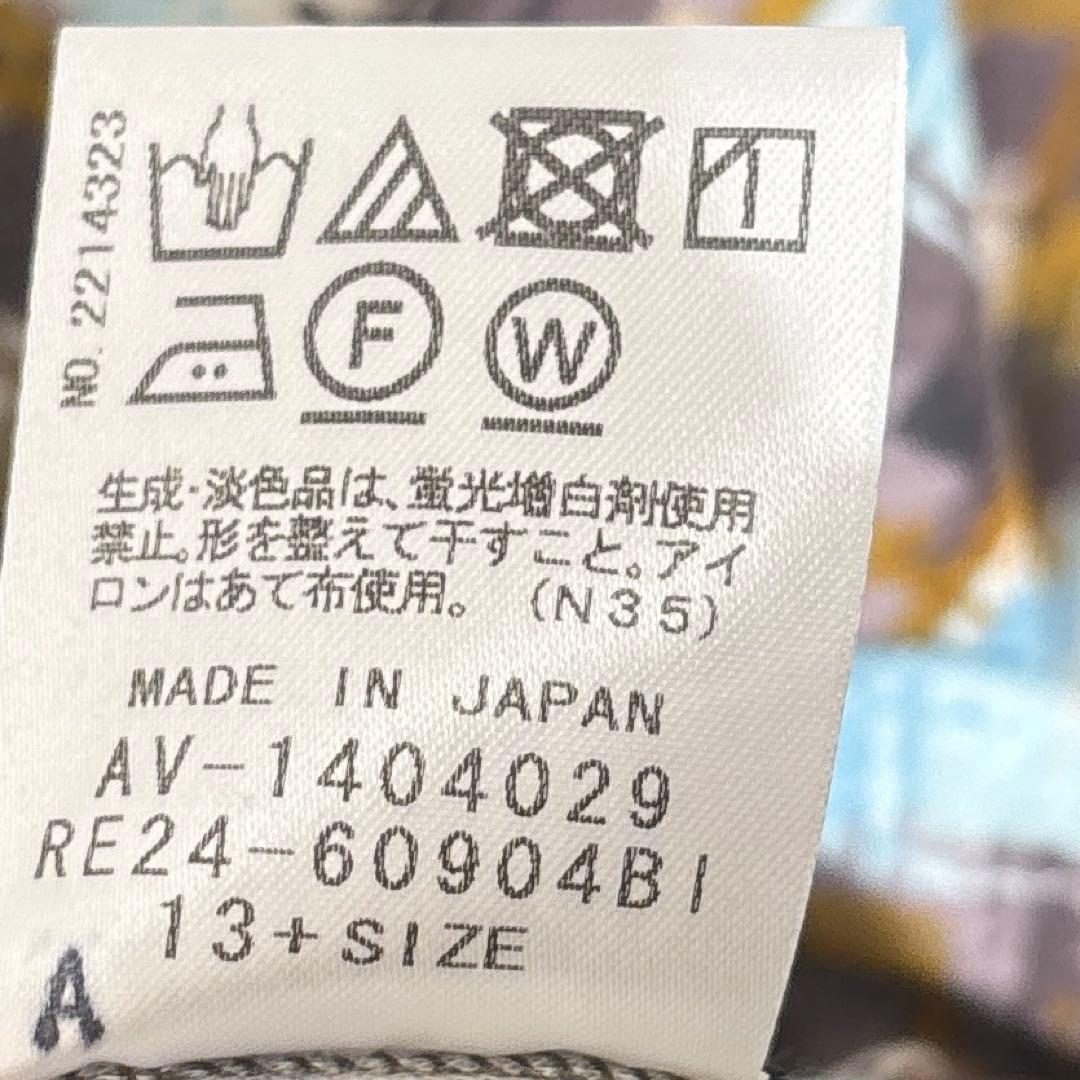 NO. 2214323
F
W
生成・淡色品は、蛍光増白剤使用
禁止。形を整えて干すこと。アイ
ロンはあて布使用。 (N35)
MADE IN JAPAN
AV-1404029
RE24-60904BI
13+SIZE
A